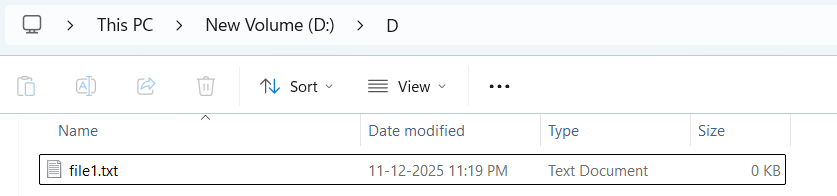 This PC > New Volume (D:) > D
Sort View ...
Name Date modified Type Size
file1.txt 11-12-2025 11:19 PM Text Document 0 KB